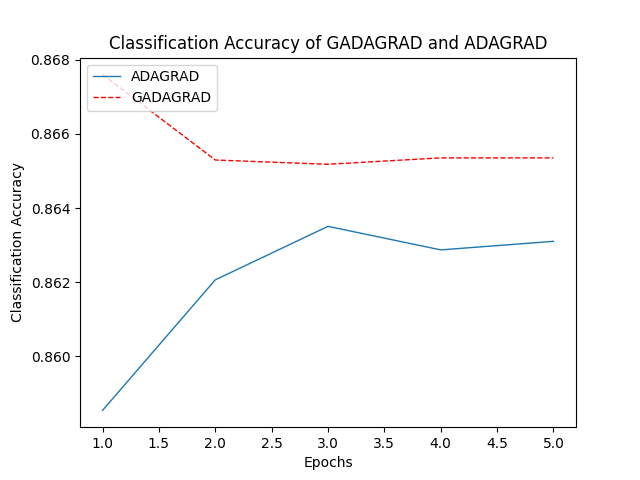 Classification Accuracy of GADAGRAD and ADAGRAD
ADAGRAD
GADAGRAD
Classification Accuracy
0.868
0.866
0.864
0.862
0.860
1.0 1.5 2.0 2.5 3.0 3.5 4.0 4.5 5.0
Epochs